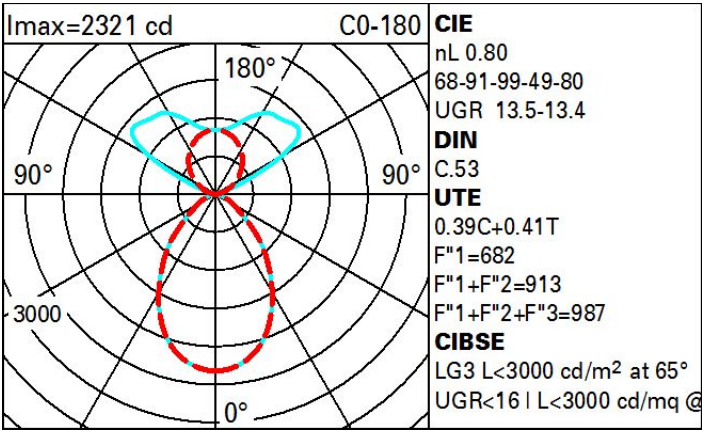 Imax=2321 cd C0-180
180°
90° 90°
3000
0°
CIE
nL 0.80
68-91-99-49-80
UGR 13.5-13.4
DIN
C.53
UTE
0.39C+0.41T
F"1=682
F"1+F"2=913
F"1+F"2+F"3=987
CIBSE
LG3 L<3000 cd/m² at 65°
UGR<16 | L<3000 cd/mq @